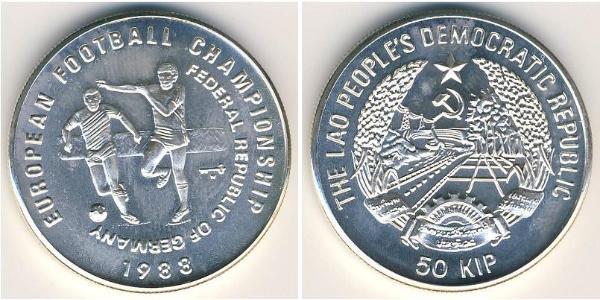 EUROPEAN FOOTBALL CHAMPIONSHIP
FEDERAL REPUBLIC OF GERMANY
1988
THE LAO PEOPLE'S DEMOCRATIC REPUBLIC
50 KIP